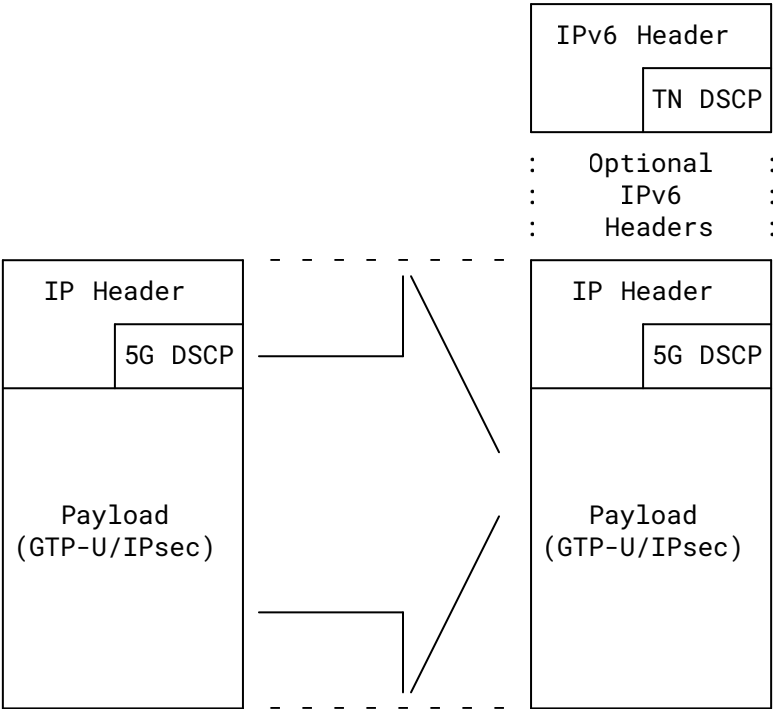 IPv6 Header
TN DSCP
: Optional :
: IPv6 :
: Headers :
IP Header
5G DSCP
Payload
(GTP-U/IPsec)
IP Header
5G DSCP
Payload
(GTP-U/IPsec)